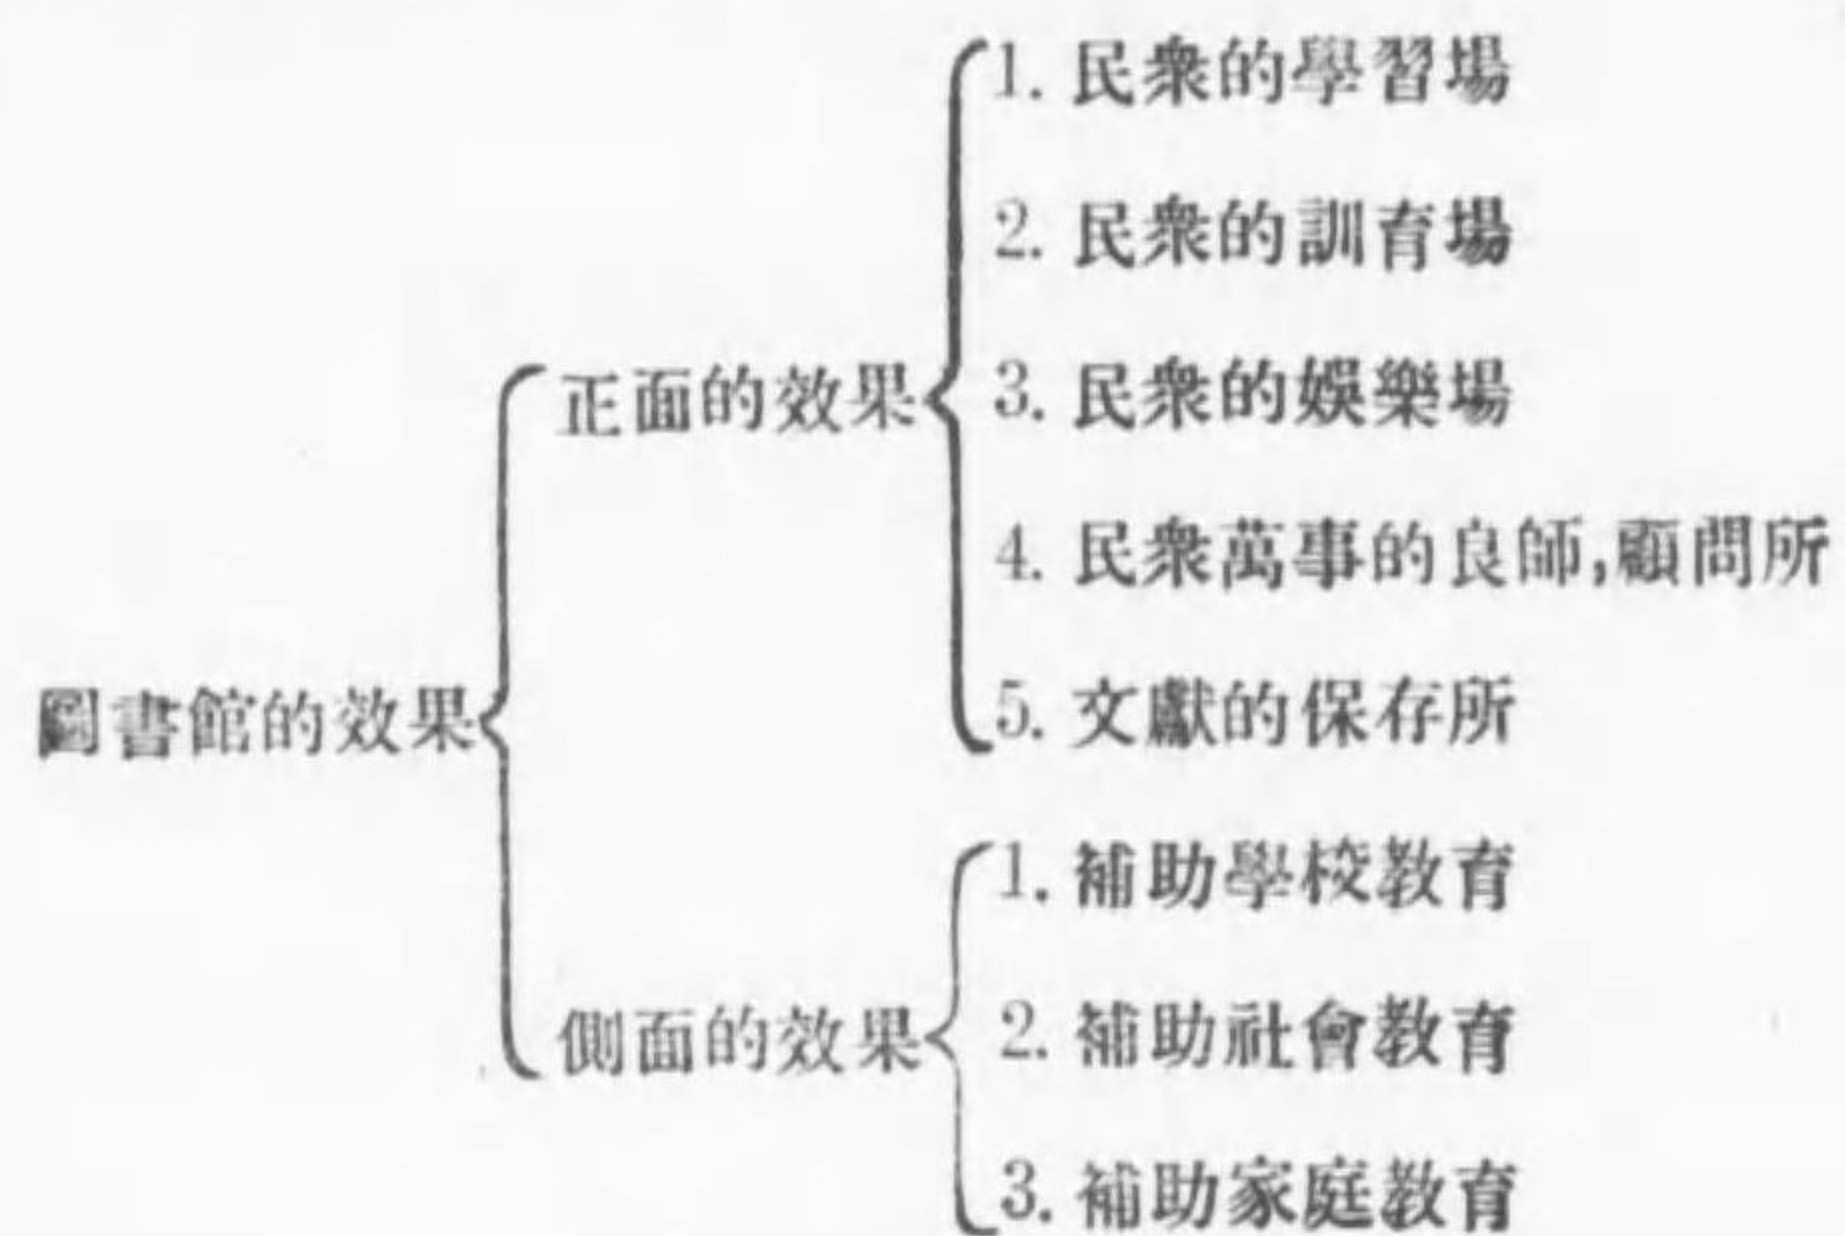 圖書館的效果
正面的效果
1. 民衆的學習場
2. 民衆的訓育場
3. 民衆的娛樂場
4. 民衆萬事的良師,顧問所
5. 文獻的保存所
側面的效果
1. 補助學校教育
2. 補助社會教育
3. 補助家庭教育